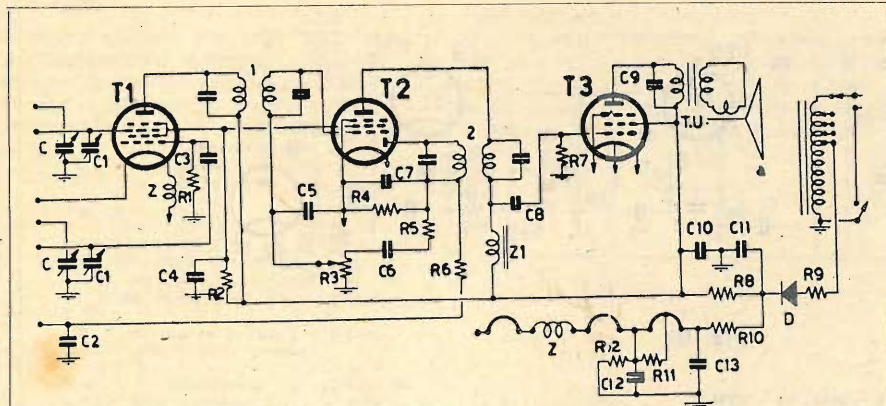 T1
1
T2
C9
T3
T.U.
C
C1
C3
Z
R1
2
C7
C5
R4
R5
C8
R7
C
C1
C4
R2
C6
R3
R6
Z1
C10
C11
R8
R9
D
C2
Z
R12
R11
C12
C13
R10